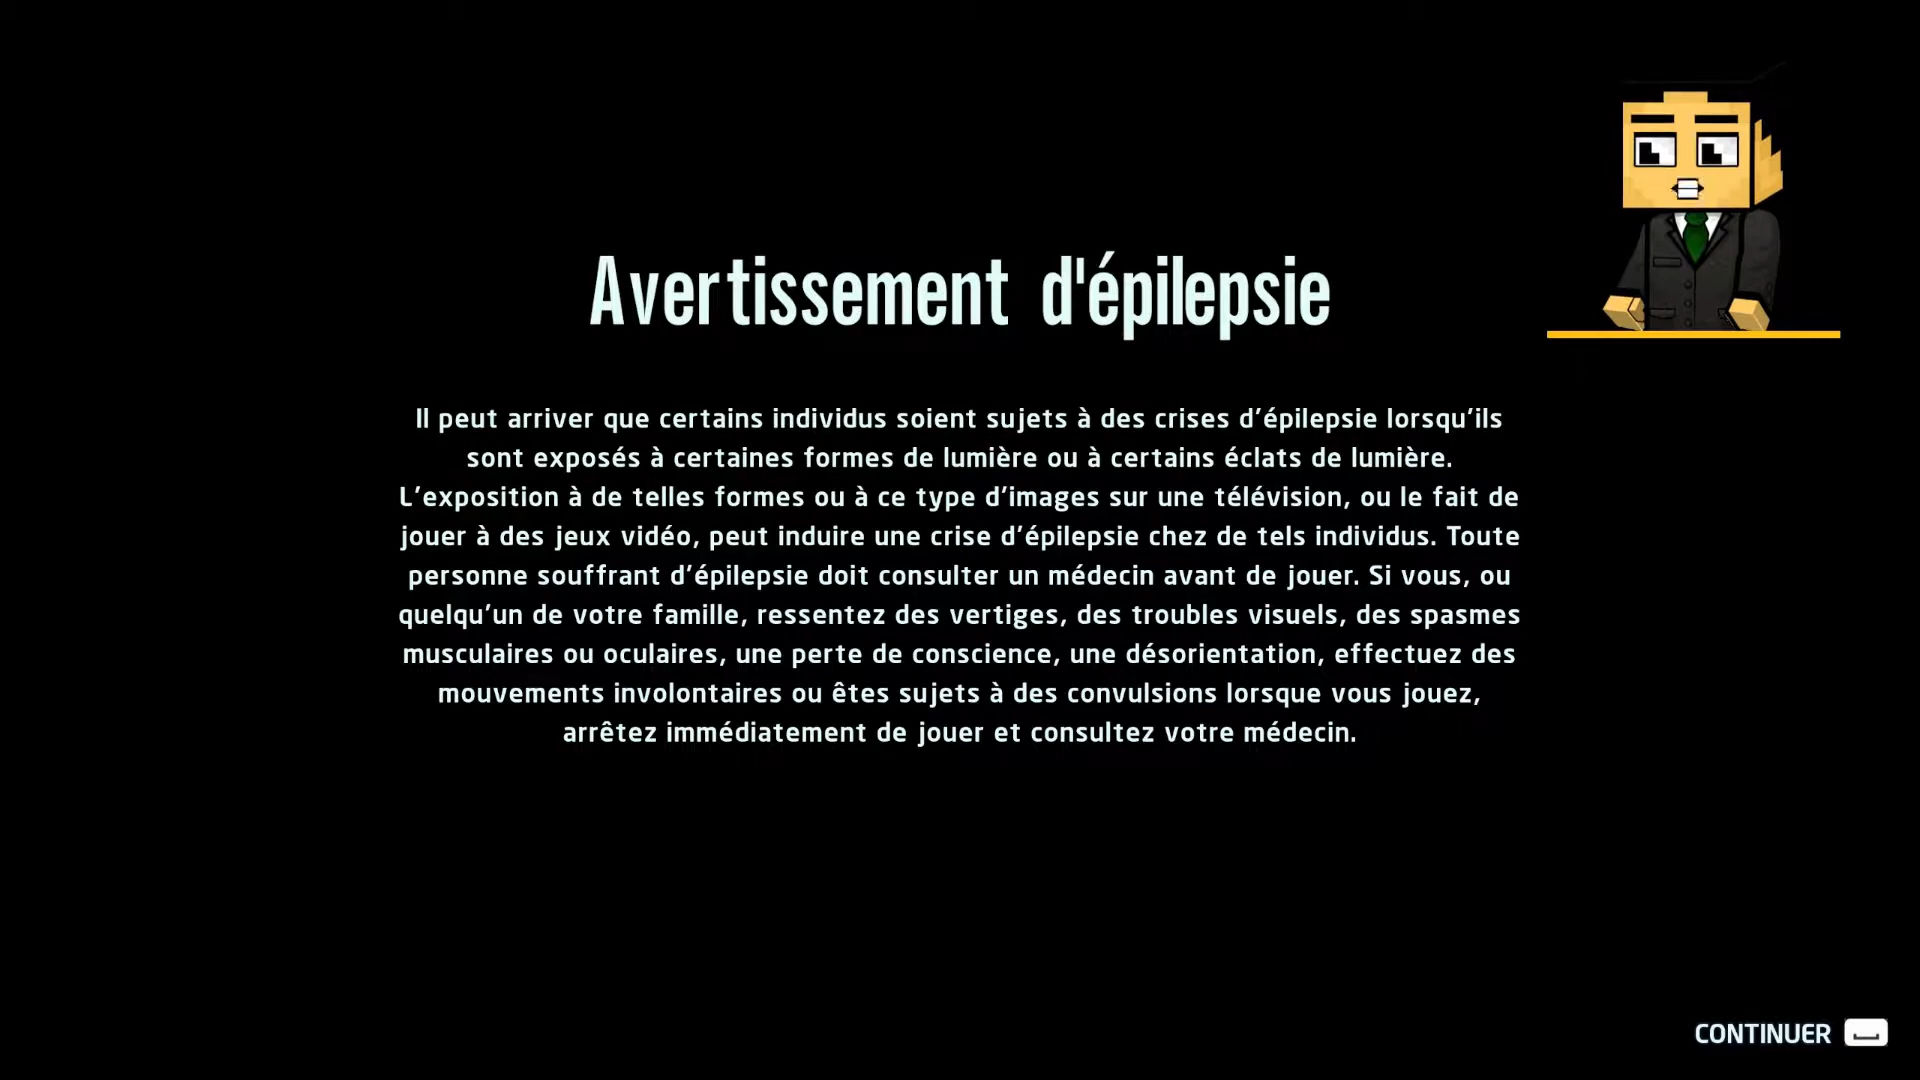 Avertissement d'épilepsie
Il peut arriver que certains individus soient sujets à des crises d’épilepsie lorsqu’ils
sont exposés à certaines formes de lumière ou à certains éclats de lumière.
L’exposition à de telles formes ou à ce type d’images sur une télévision, ou le fait de
jouer à des jeux vidéo, peut induire une crise d’épilepsie chez de tels individus. Toute
personne souffrant d’épilepsie doit consulter un médecin avant de jouer. Si vous, ou
quelqu’un de votre famille, ressentez des vertiges, des troubles visuels, des spasmes
musculaires ou oculaires, une perte de conscience, une désorientation, effectuez des
mouvements involontaires ou êtes sujets à des convulsions lorsque vous jouez,
arrêtez immédiatement de jouer et consultez votre médecin.
CONTINUER